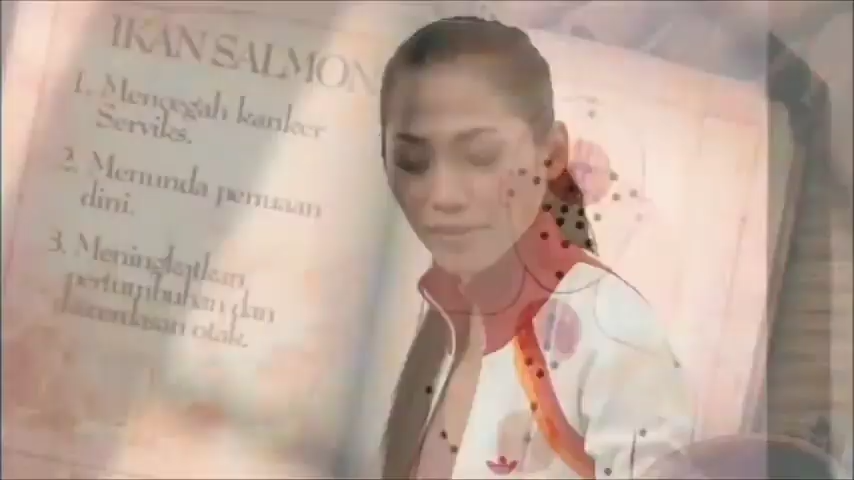 IKAN SALMON
1. Mencegah kanker
Serviks.
2. Menunda penuaan
dini.
3. Meningkatkan
pertumbuhan dan
kecerdasan otak.